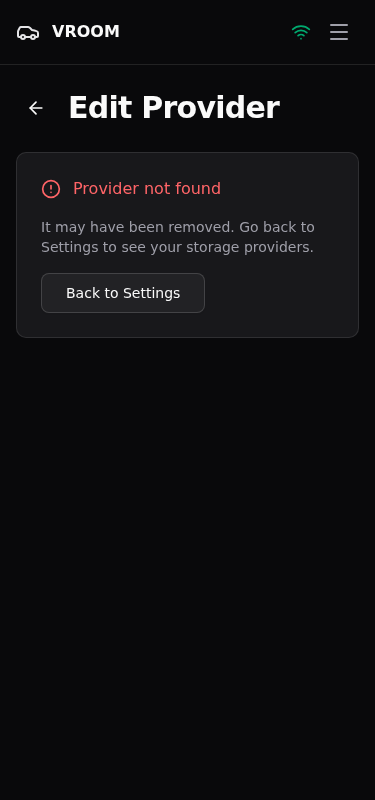 VROOM
Edit Provider
Provider not found
It may have been removed. Go back to
Settings to see your storage providers.
Back to Settings